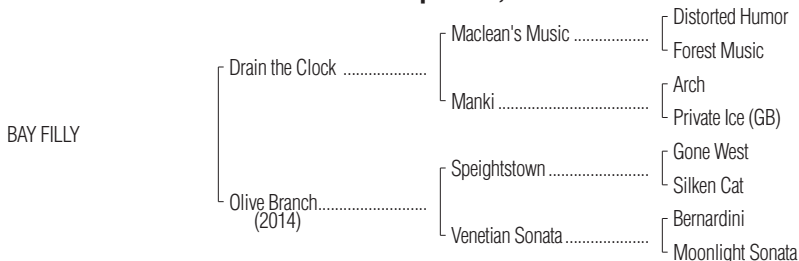 Distorted Humor
Maclean's Music ..................
Forest Music
Drain the Clock ....................
Arch
Manki ....................................
Private Ice (GB)
BAY FILLY
Gone West
Speightstown ........................
Silken Cat
Olive Branch..........................
(2014)
Bernardini
Venetian Sonata ....................
Moonlight Sonata